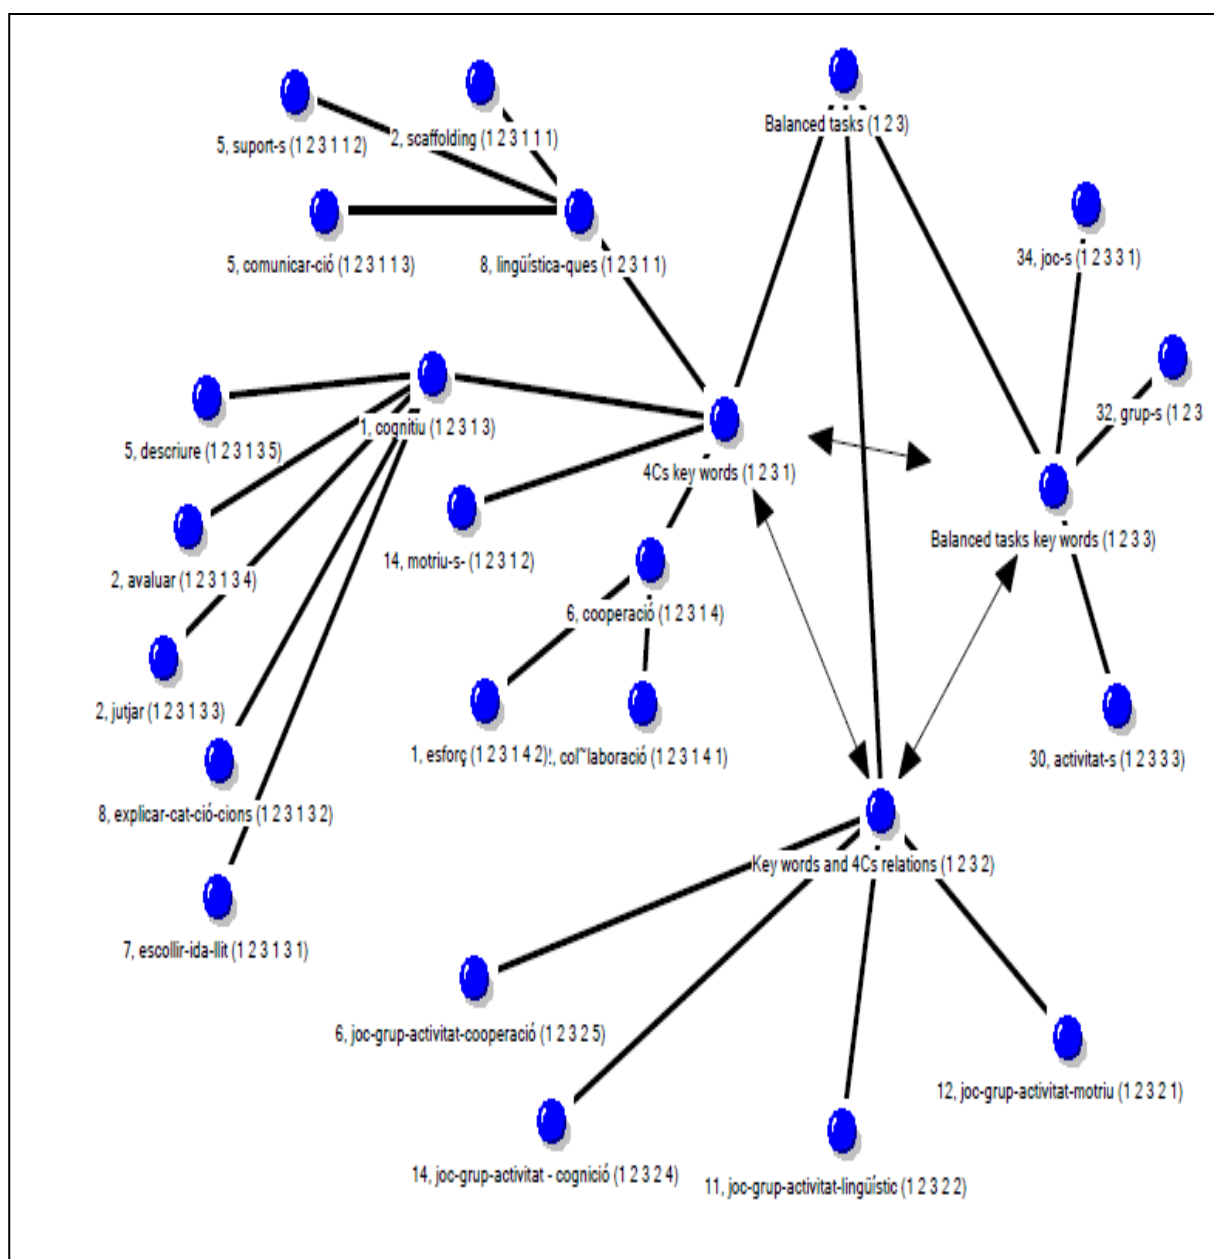 Balanced tasks (1 2 3)
2, scaffolding (1 2 3 1 1 1)
5, suport-s (1 2 3 1 1 2)
34, joc-s (1 2 3 3 1)
5, comunicar-ció (1 2 3 1 1 3)
8, lingüística-ques (1 2 3 1 1)
32, grup-s (1 2 3
1, cognitiu (1 2 3 1 3)
5, descriure (1 2 3 1 3 5)
4Cs key words (1 2 3 1)
Balanced tasks key words (1 2 3 3)
14, motriu-s- (1 2 3 1 2)
2, avaluar (1 2 3 1 3 4)
6, cooperació (1 2 3 1 4)
2, jutjar (1 2 3 1 3 3)
1, esforç (1 2 3 1 4 2)
, col~laboració (1 2 3 1 4 1)
30, activitat-s (1 2 3 3 3)
8, explicar-cat-ció-cions (1 2 3 1 3 2)
Key words and 4Cs relations (1 2 3 2)
7, escollir-ida-llit (1 2 3 1 3 1)
6, joc-grup-activitat-cooperació (1 2 3 2 5)
12, joc-grup-activitat-motriu (1 2 3 2 1)
14, joc-grup-activitat - cognició (1 2 3 2 4)
11, joc-grup-activitat-lingüístic (1 2 3 2 2)